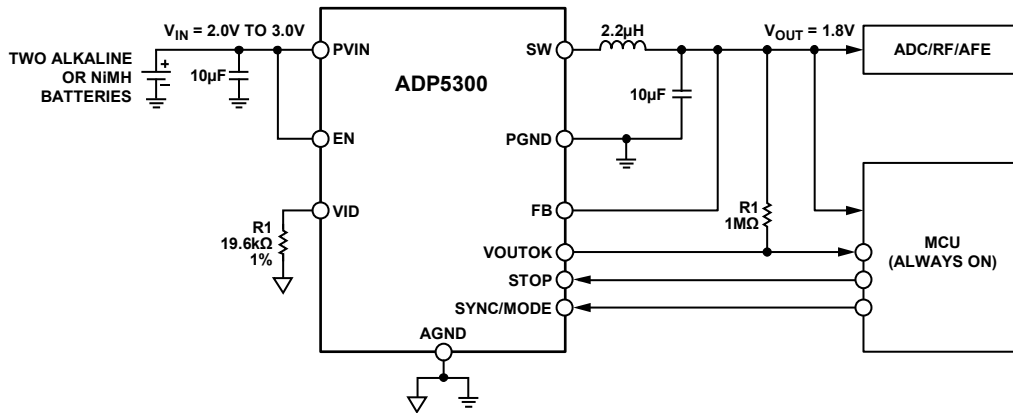 TWO ALKALINE
OR NiMH
BATTERIES
+
–
VIN = 2.0V TO 3.0V
10µF
PVIN
EN
VID
R1
19.6kΩ
1%
ADP5300
AGND
SW
PGND
FB
VOUTOK
STOP
SYNC/MODE
2.2µH
10µF
VOUT = 1.8V
R1
1MΩ
ADC/RF/AFE
MCU
(ALWAYS ON)